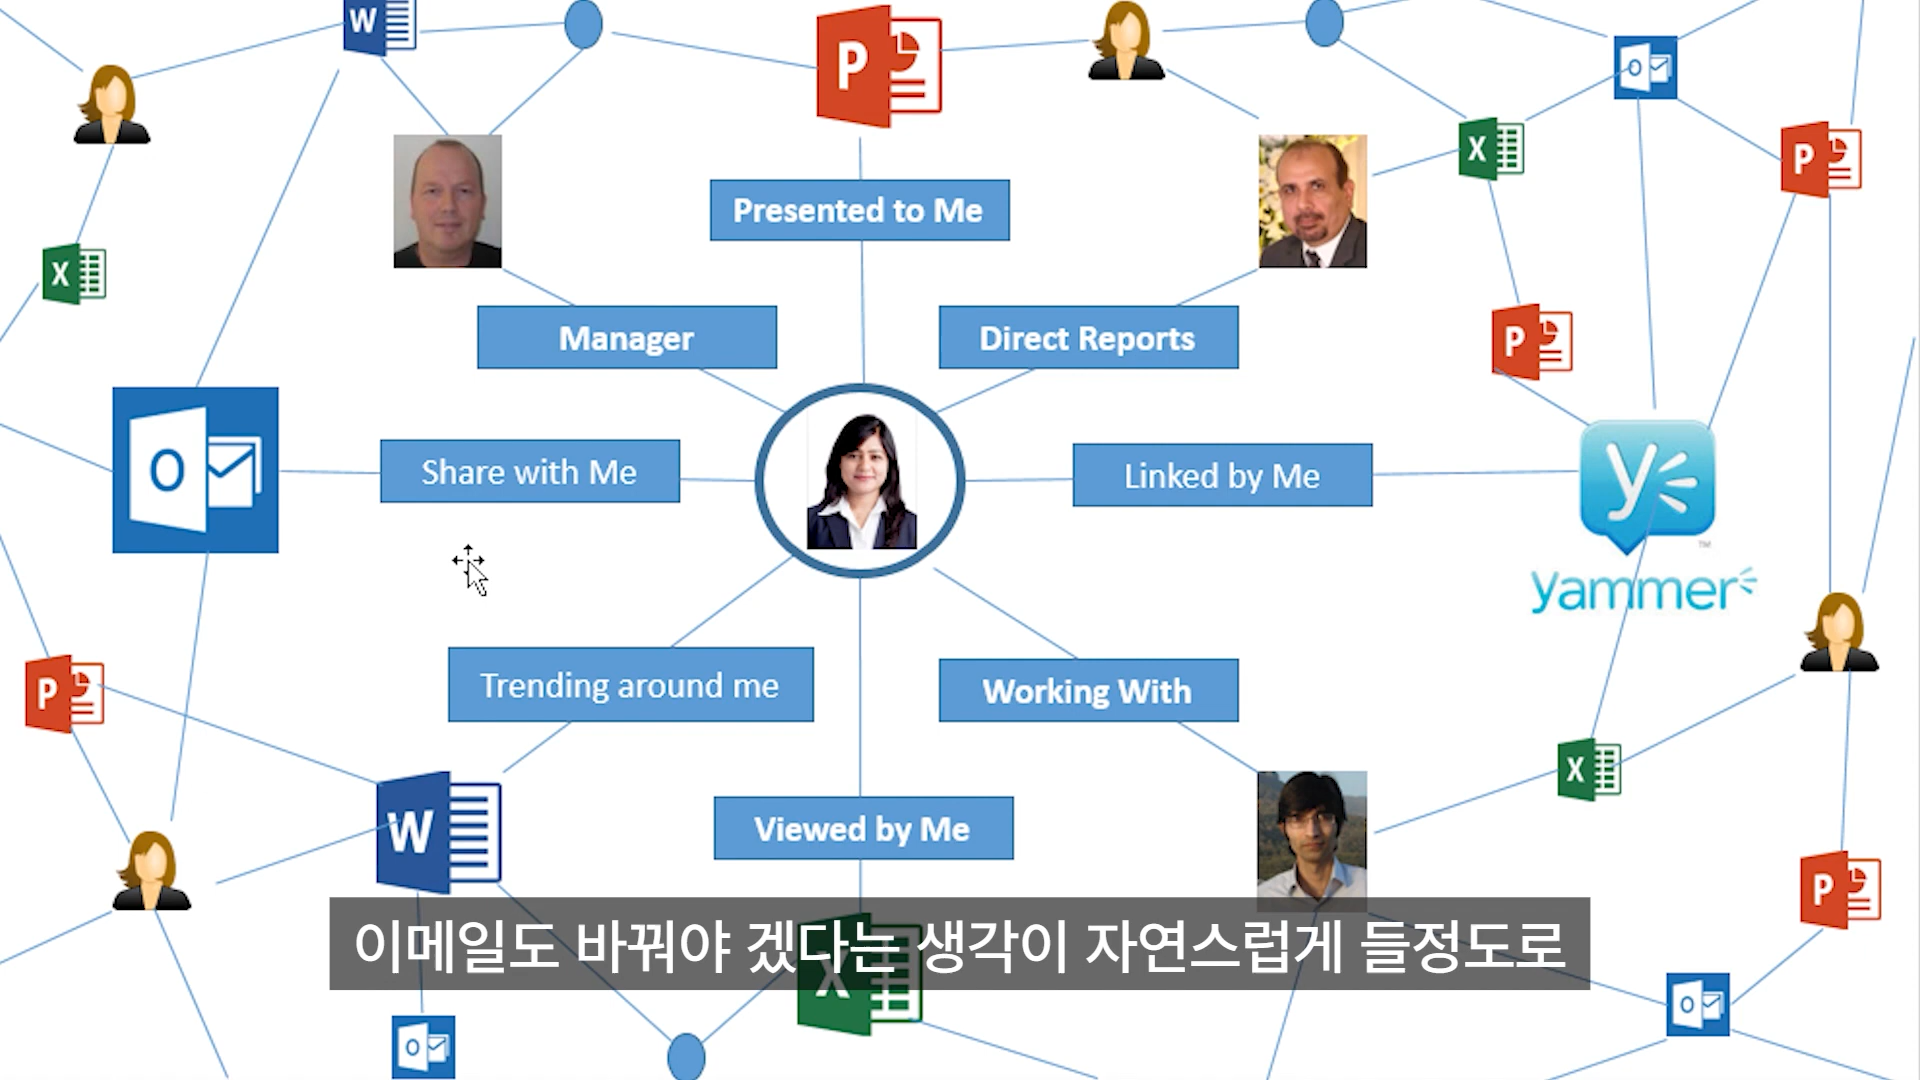 W
P
O
P
X
Presented to Me
X
Manager
Direct Reports
P
O
Share with Me
Linked by Me
y
TM
yammer
P
Trending around me
Working With
X
W
Viewed by Me
P
이메일도 바꿔야 겠다는 생각이 자연스럽게 들정도로
X
O
O